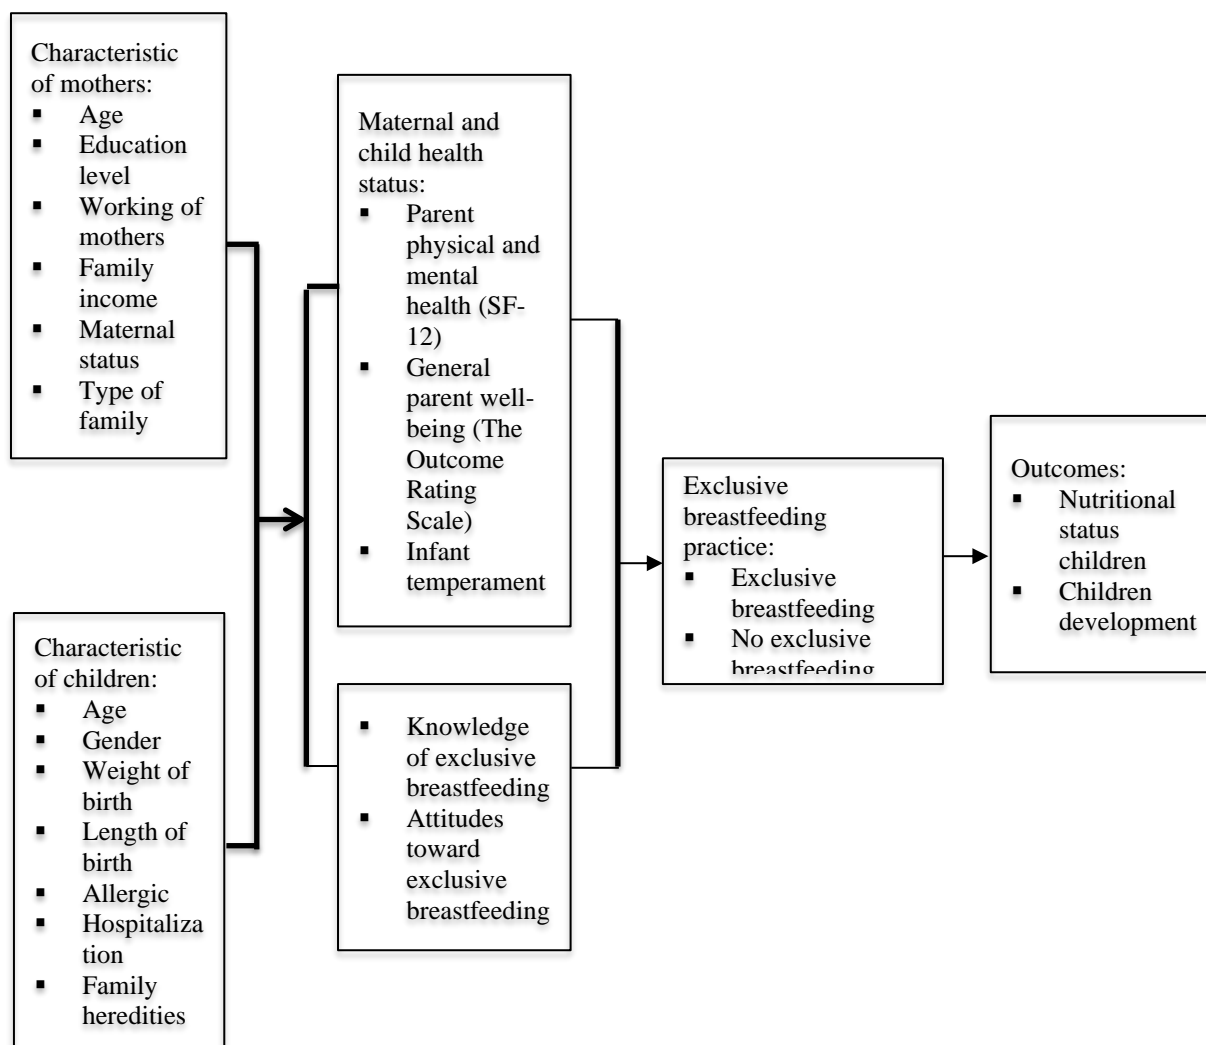 Characteristic
of mothers:
▪ Age
▪ Education
level
▪ Working of
mothers
▪ Family
income
▪ Maternal
status
▪ Type of
family
Characteristic
of children:
▪ Age
▪ Gender
▪ Weight of
birth
▪ Length of
birth
▪ Allergic
▪ Hospitaliza
tion
▪ Family
heredities
Maternal and
child health
status:
▪ Parent
physical and
mental
health (SF-
12)
▪ General
parent well-
being (The
Outcome
Rating
Scale)
▪ Infant
temperament
▪ Knowledge
of exclusive
breastfeeding
▪ Attitudes
toward
exclusive
breastfeeding
Exclusive
breastfeeding
practice:
▪ Exclusive
breastfeeding
▪ No exclusive
breastfeeding
Outcomes:
▪ Nutritional
status
children
▪ Children
development